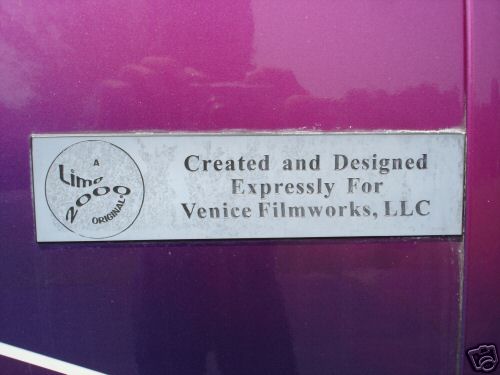 A
Limo
2000
ORIGINAL
Created and Designed
Expressly For
Venice Filmworks, LLC